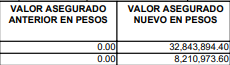 VALOR ASEGURADO ANTERIOR EN PESOS
VALOR ASEGURADO NUEVO EN PESOS
0.00 32,843,894.40
0.00 8,210,973.60